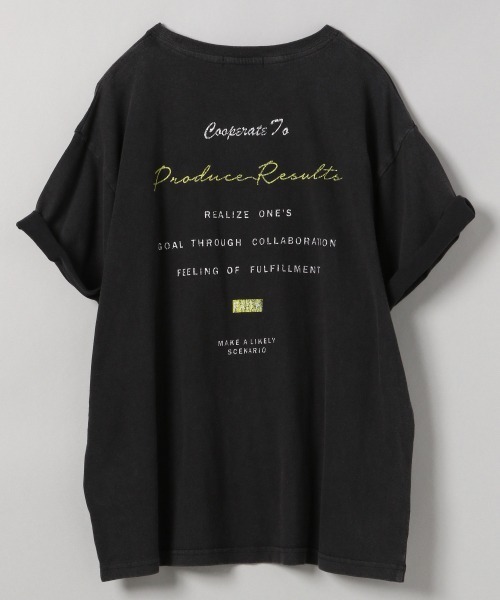 Cooperate To
Produce Results
REALIZE ONE'S
GOAL THROUGH COLLABORATION
FEELING OF FULFILLMENT
MAKE A LIKELY
SCENARIO